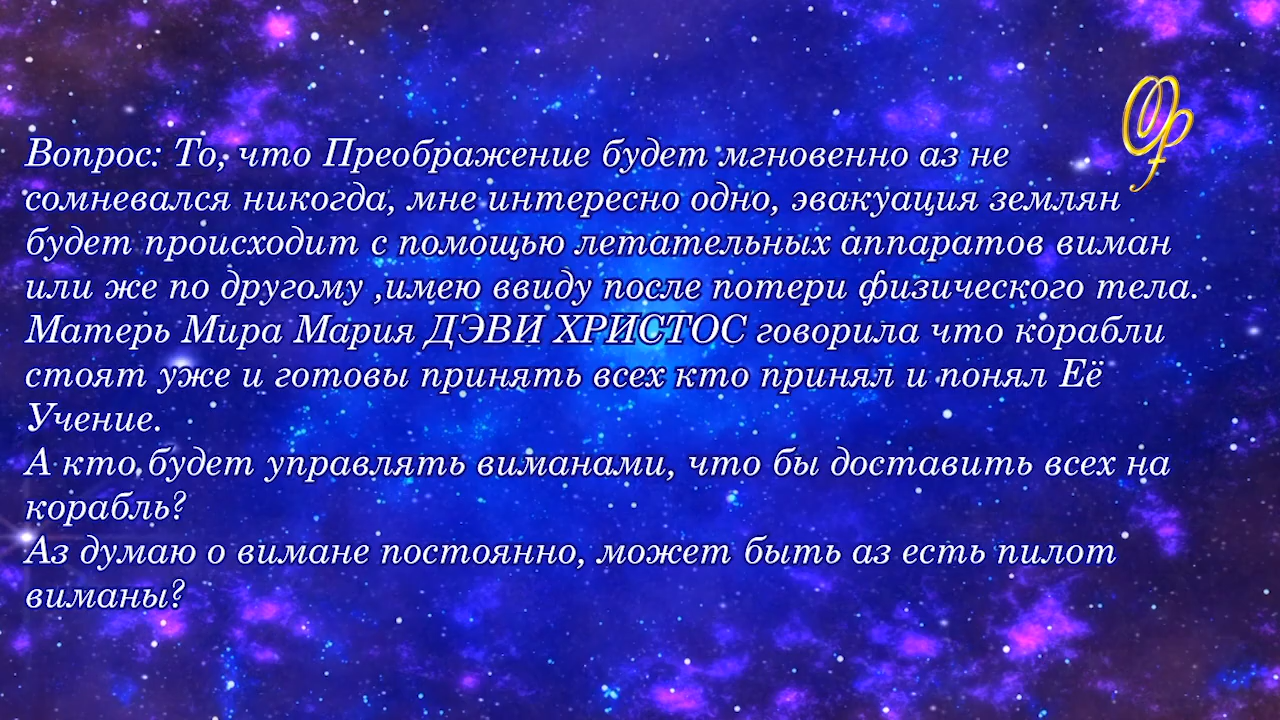 Вопрос: То, что Преображение будет мгновенно аз не
сомневался никогда, мне интересно одно, эвакуация землян
будет происходит с помощью летательных аппаратов виман
или же по другому ,имею ввиду после потери физического тела.
Матерь Мира Мария ДЭВИ ХРИСТОС говорила что корабли
стоят уже и готовы принять всех кто принял и понял Её
Учение.
А кто будет управлять виманами, что бы доставить всех на
корабль?
Аз думаю о вимане постоянно, может быть аз есть пилот
виманы?